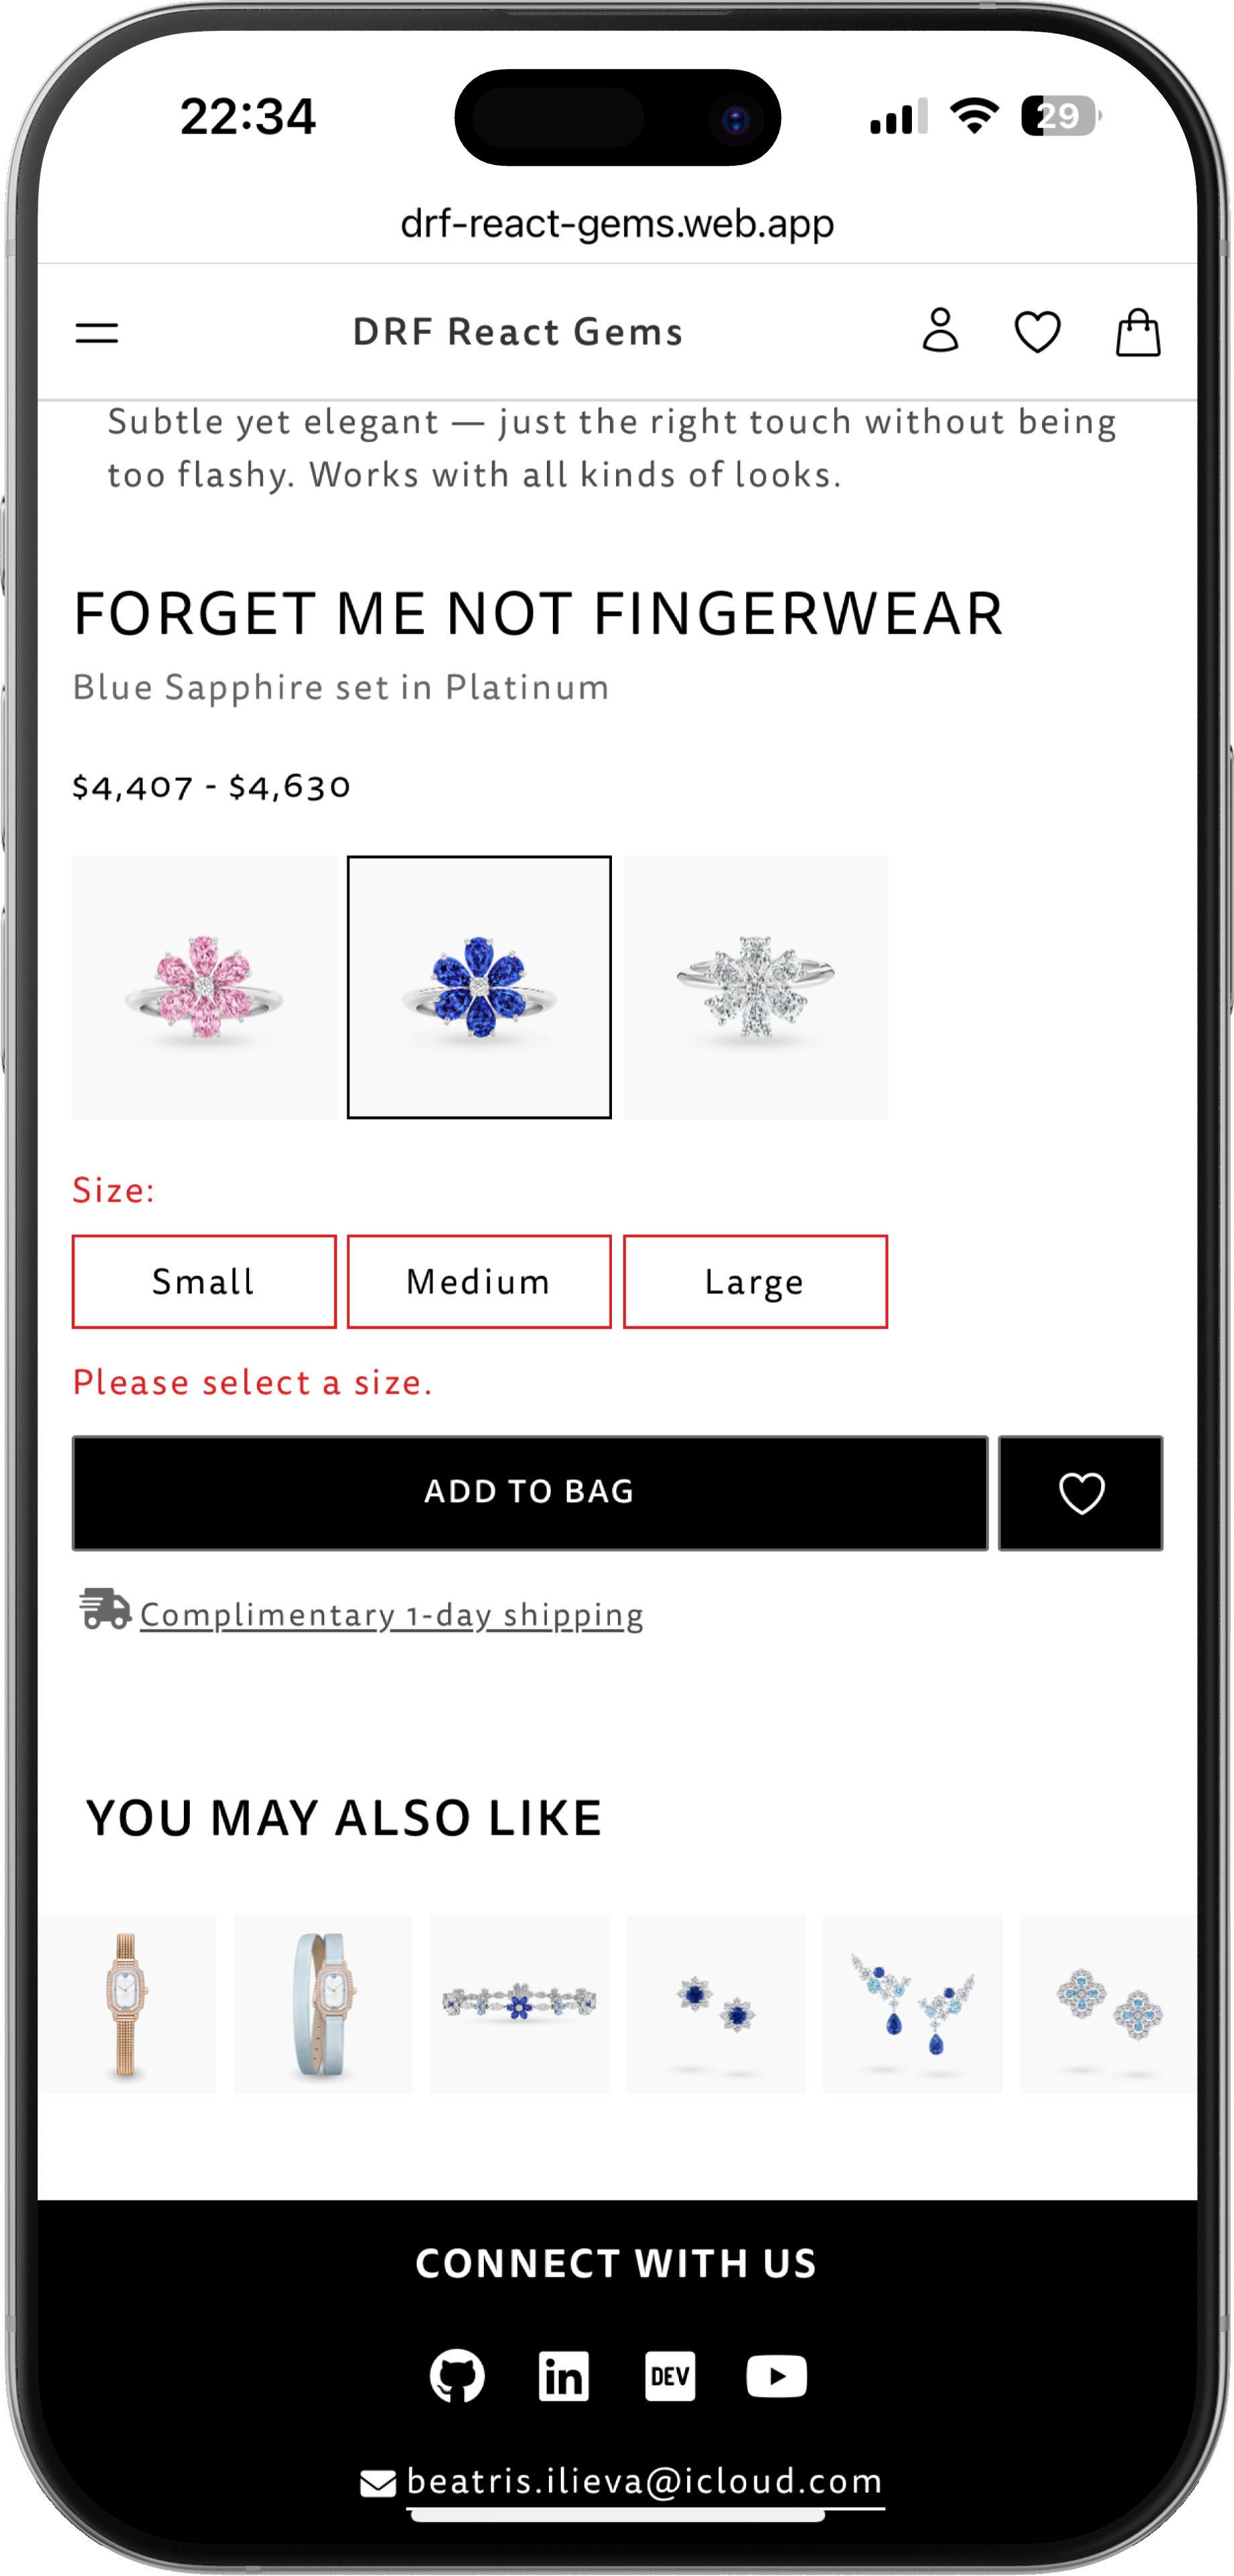 22:34
29
drf-react-gems.web.app
DRF React Gems
Subtle yet elegant — just the right touch without being
too flashy. Works with all kinds of looks.
FORGET ME NOT FINGERWEAR
Blue Sapphire set in Platinum
$4,407 - $4,630
Size:
Small Medium Large
Please select a size.
ADD TO BAG
Complimentary 1-day shipping
YOU MAY ALSO LIKE
CONNECT WITH US
in DEV
beatris.ilieva@icloud.com